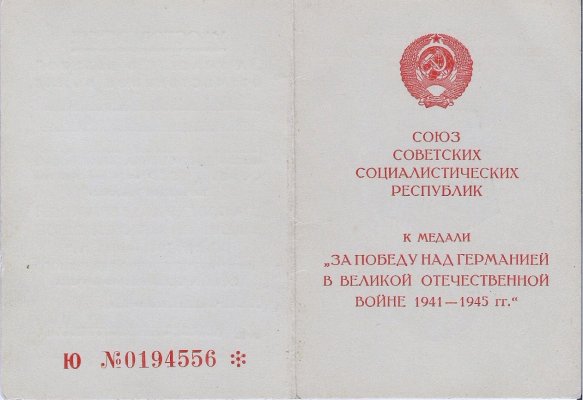 Ю №0194556 *
СОЮЗ
СОВЕТСКИХ
СОЦИАЛИСТИЧЕСКИХ
РЕСПУБЛИК
К МЕДАЛИ
„ЗА ПОБЕДУ НАД ГЕРМАНИЕЙ
В ВЕЛИКОЙ ОТЕЧЕСТВЕННОЙ
ВОЙНЕ 1941—1945 гг.“